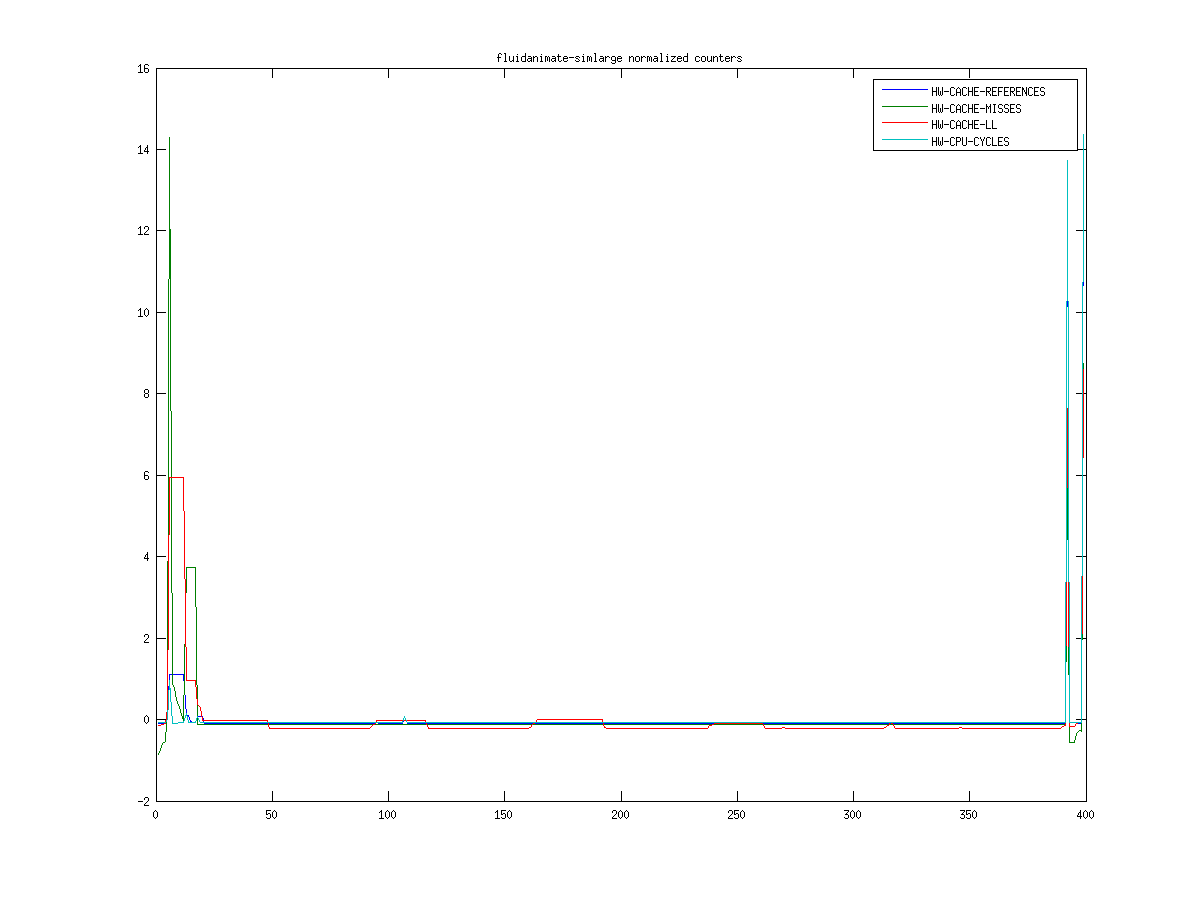 fluidanimate-simlarge normalized counters
16
HW-CACHE-REFERENCES
HW-CACHE-MISSES
HW-CACHE-LL
HW-CPU-CYCLES
14
12
10
8
6
4
2
0
-2
0 50 100 150 200 250 300 350 400